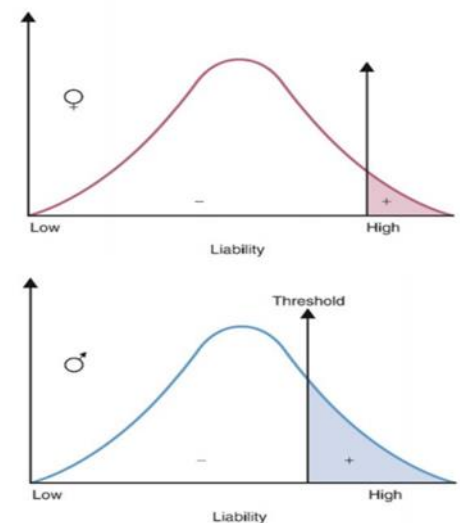 ♀
− +
Low High
Liability
Threshold
♂
− +
Low High
Liability